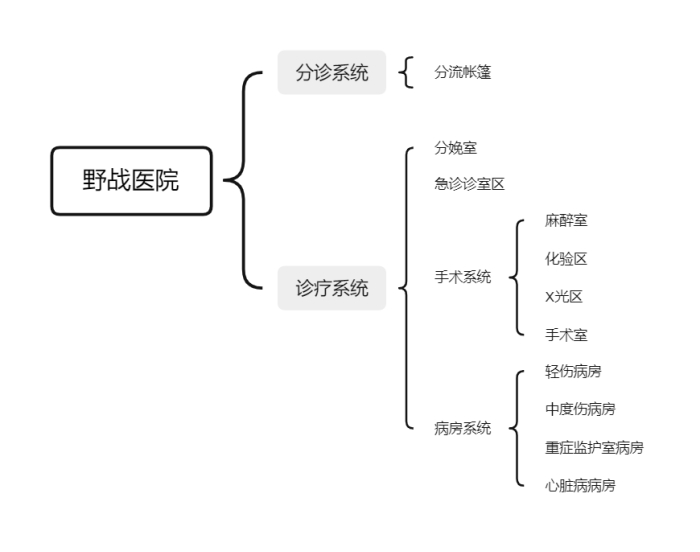 野战医院
分诊系统
分流帐篷
诊疗系统
分娩室
急诊诊室区
手术系统
麻醉室
化验区
X光区
手术室
病房系统
轻伤病房
中度伤病房
重症监护室病房
心脏病病房